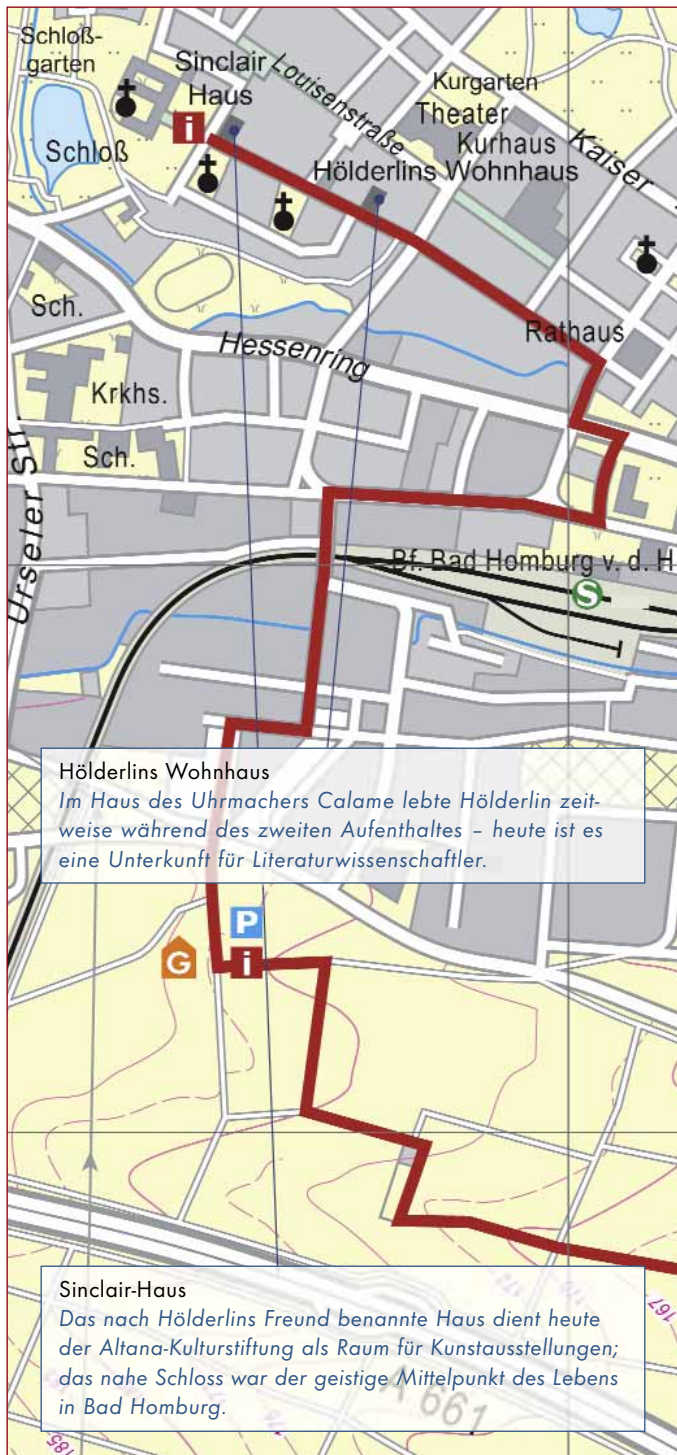 Schloß-
garten
Sinclair
Haus
Louisenstraße
Kurgarten
Theater
Kurhaus
Kaiser
i
Schloß
Hölderlins Wohnhaus
Sch.
Rathaus
Hessenring
Krkhs.
Sch.
Urseler Str.
Bf. Bad Homburg v. d. H
S
Hölderlins Wohnhaus
Im Haus des Uhrmachers Calame lebte Hölderlin zeit-
weise während des zweiten Aufenthaltes – heute ist es
eine Unterkunft für Literaturwissenschaftler.
P
G
i
167
Sinclair-Haus
Das nach Hölderlins Freund benannte Haus dient heute
der Altana-Kulturstiftung als Raum für Kunstausstellungen;
das nahe Schloss war der geistige Mittelpunkt des Lebens
in Bad Homburg.
A 661
185